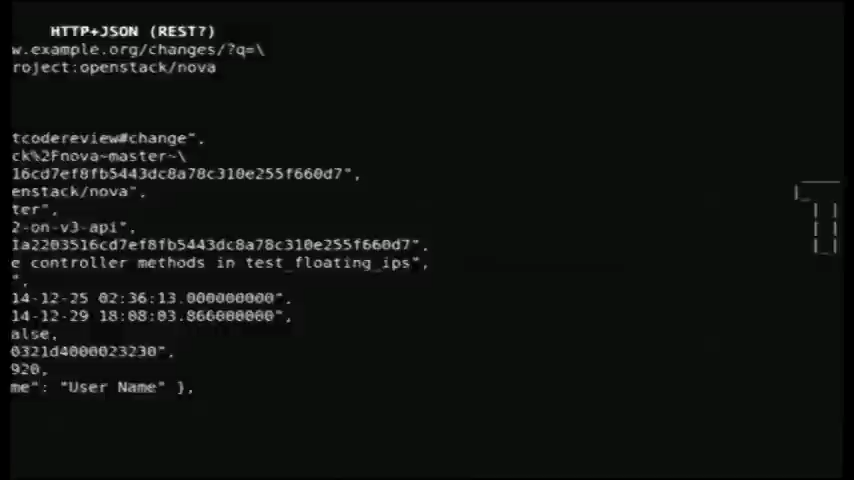 HTTP+JSON (REST?)
w.example.org/changes/?q=\
roject:openstack/nova
tcodereview#change",
ck%2Fnova~master~\
16cd7ef8fb5443dc8a78c310e255f660d7",
enstack/nova",
ter",
2-on-v3-api",
1a2203516cd7ef8fb5443dc8a78c310e255f660d7",
e controller methods in test_floating_ips",
",
14-12-25 02:36:13.000000000",
14-12-29 18:08:03.866000000",
alse,
0321d4000023230",
920,
me": "User Name" },